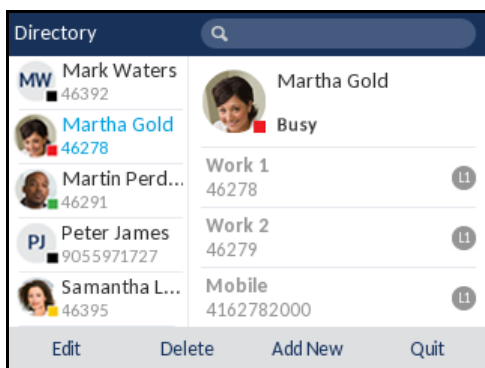 Directory
MW
Mark Waters
46392
Martha Gold
46278
Martin Perd...
46291
PJ
Peter James
9055971727
Samantha L...
46395
Martha Gold
Busy
Work 1
46278
L1
Work 2
46279
L1
Mobile
4162782000
L1
Edit
Delete
Add New
Quit